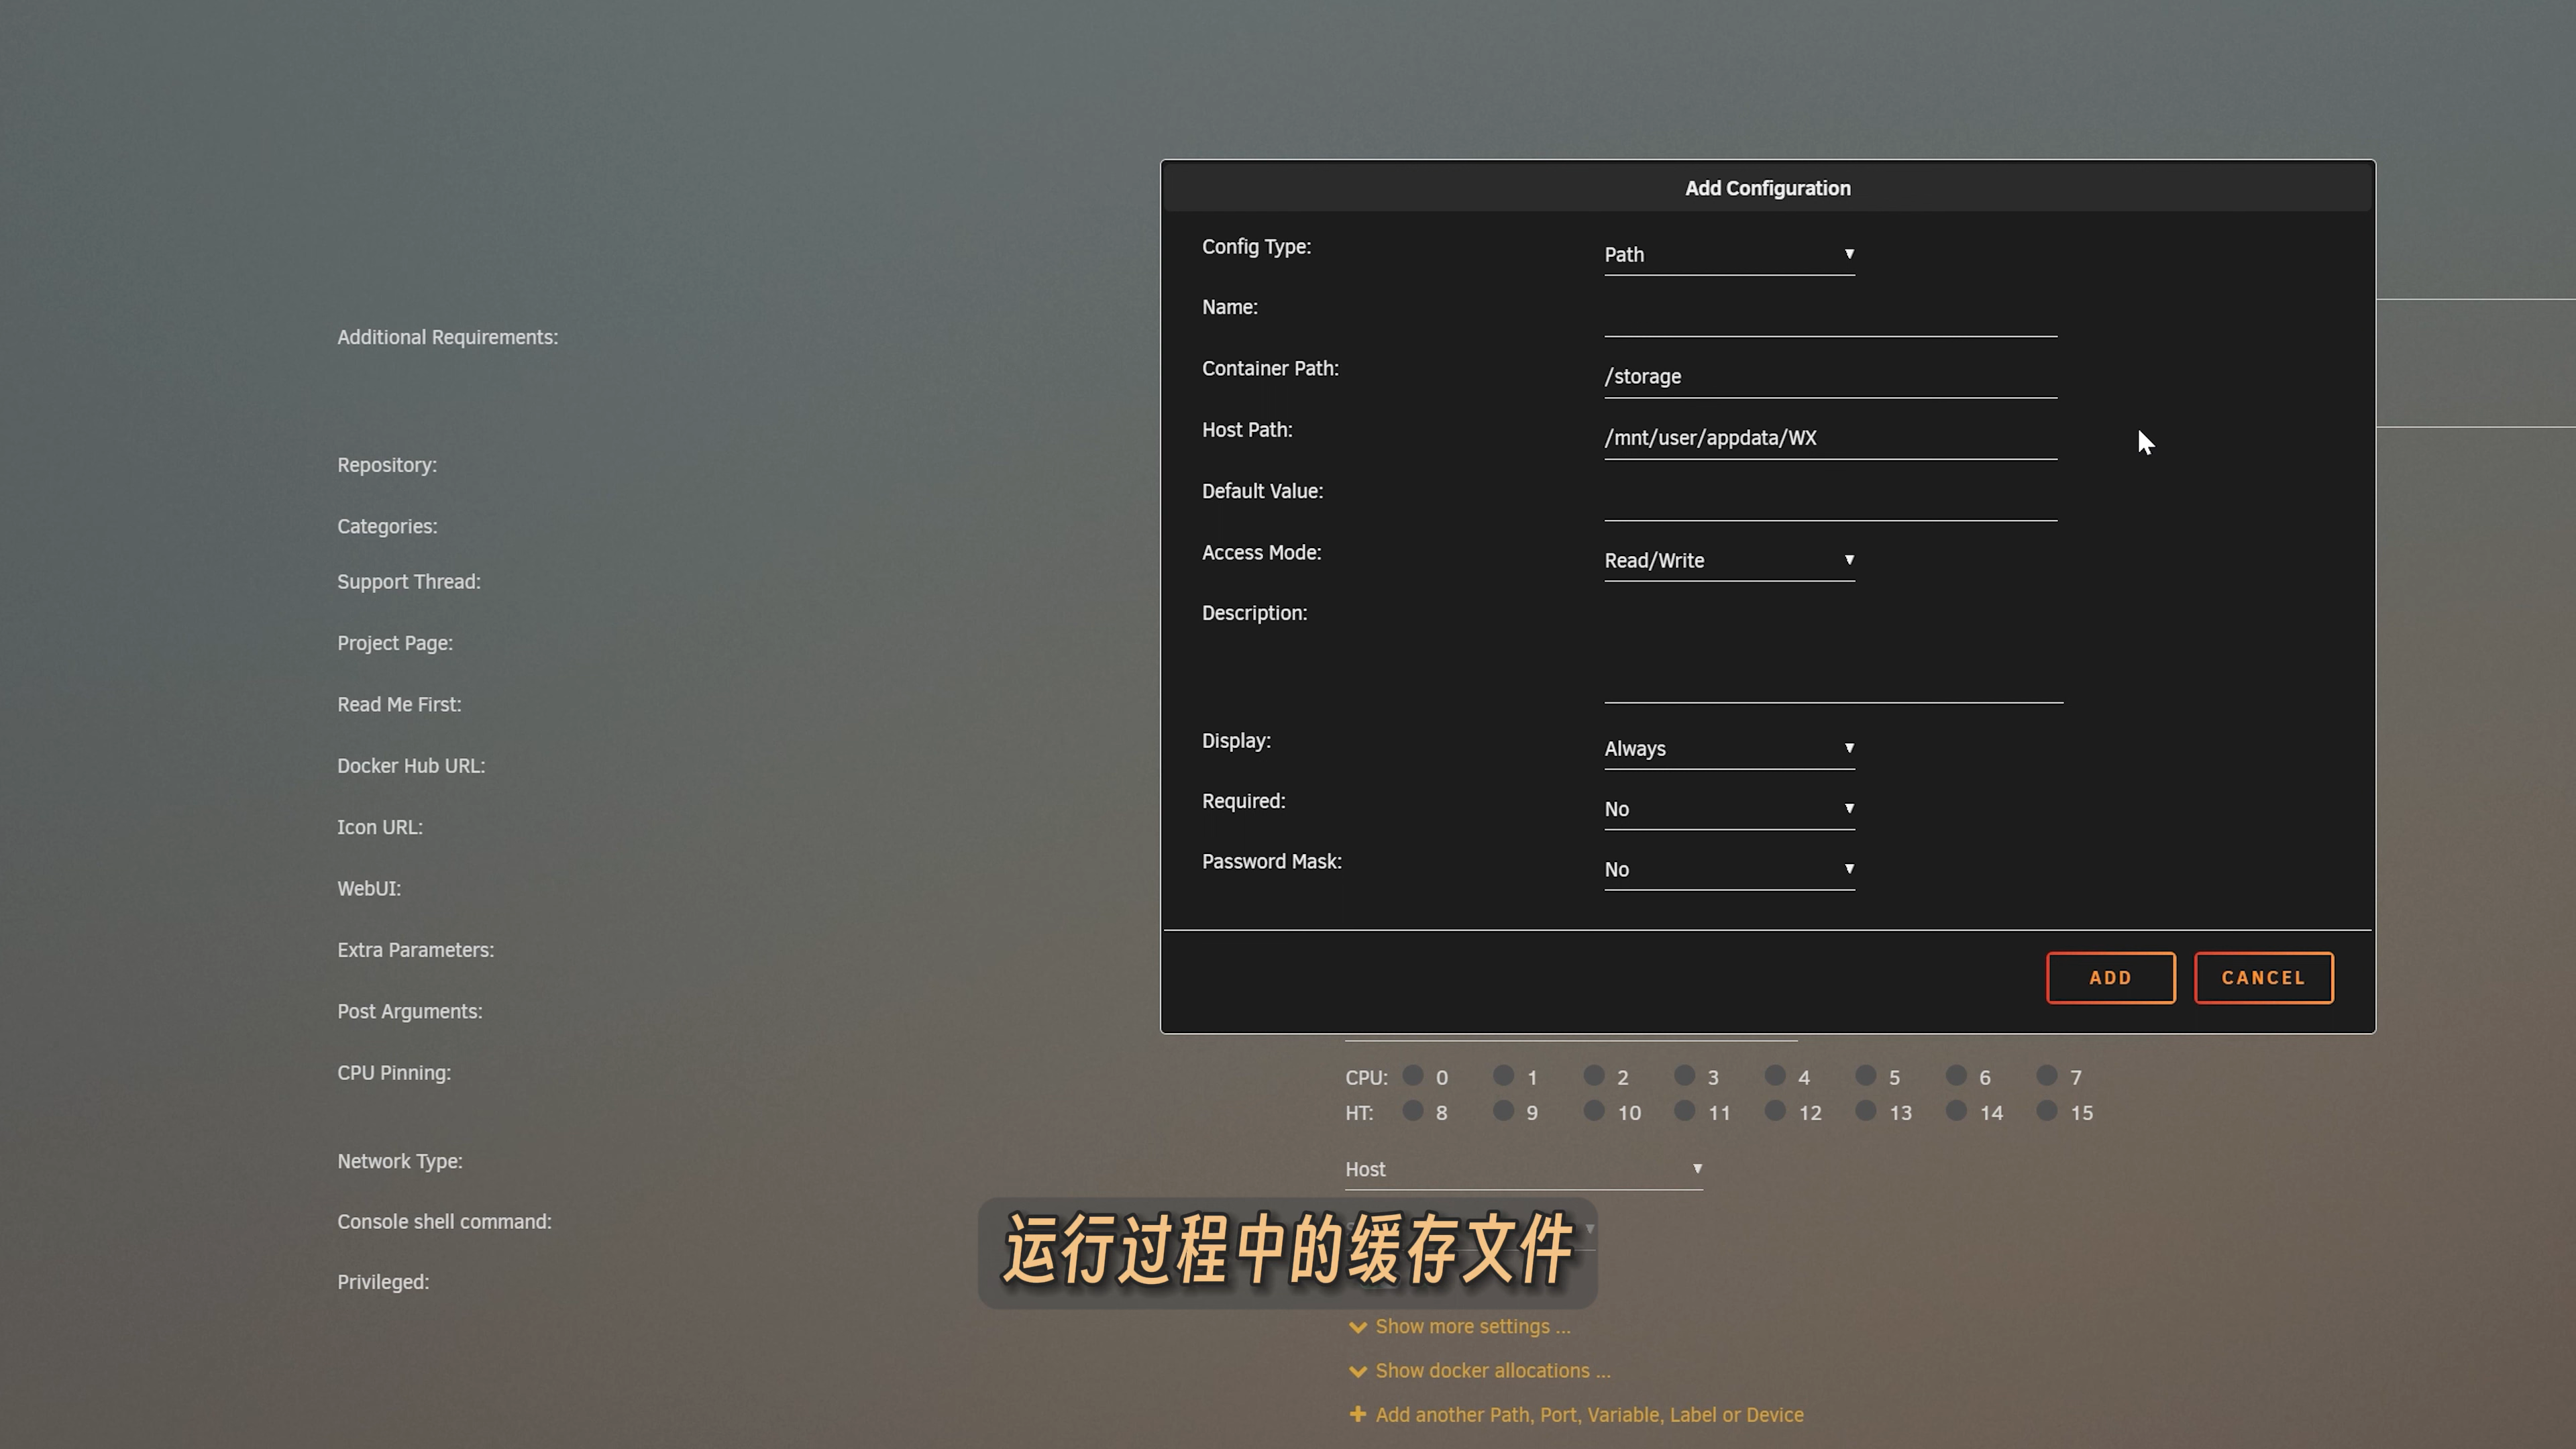 Add Configuration
Config Type:
Path
Name:
Container Path:
/storage
Host Path:
/mnt/user/appdata/WX
Default Value:
Access Mode:
Read/Write
Description:
Display:
Always
Required:
No
Password Mask:
No
ADD
CANCEL
Additional Requirements:
Repository:
Categories:
Support Thread:
Project Page:
Read Me First:
Docker Hub URL:
Icon URL:
WebUI:
Extra Parameters:
Post Arguments:
CPU Pinning:
CPU: 0 1 2 3 4 5 6 7
HT: 8 9 10 11 12 13 14 15
Network Type:
Host
Console shell command:
Privileged:
运行过程中的缓存文件
Show more settings ...
Show docker allocations ...
Add another Path, Port, Variable, Label or Device